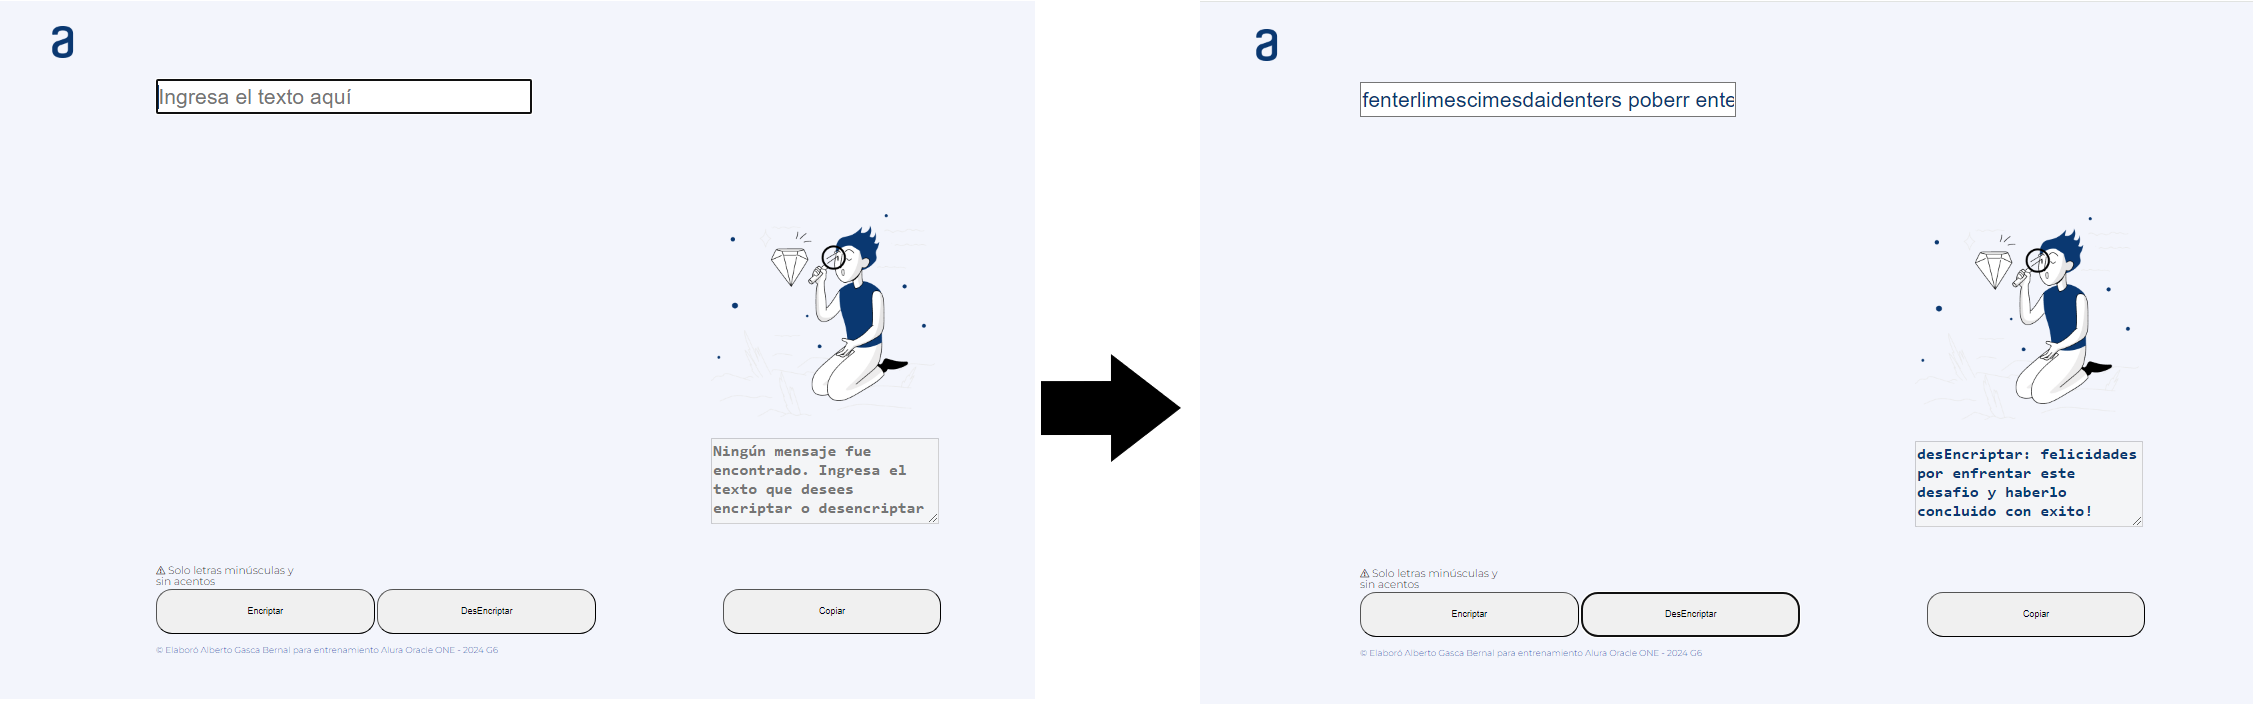 a
Ingresa el texto aquí
Ningún mensaje fue
encontrado. Ingresa el
texto que desees
encriptar o desencriptar
⚠ Solo letras minúsculas y
sin acentos
Encriptar
DesEncriptar
Copiar
© Elaboró Alberto Gasca Bernal para entrenamiento Alura Oracle ONE - 2024 G6
a
fenterlimescimesdaidenters poberr ente
desEncriptar: felicidades
por enfrentar este
desafio y haberlo
concluido con exito!
⚠ Solo letras minúsculas y
sin acentos
Encriptar
DesEncriptar
Copiar
© Elaboró Alberto Gasca Bernal para entrenamiento Alura Oracle ONE - 2024 G6